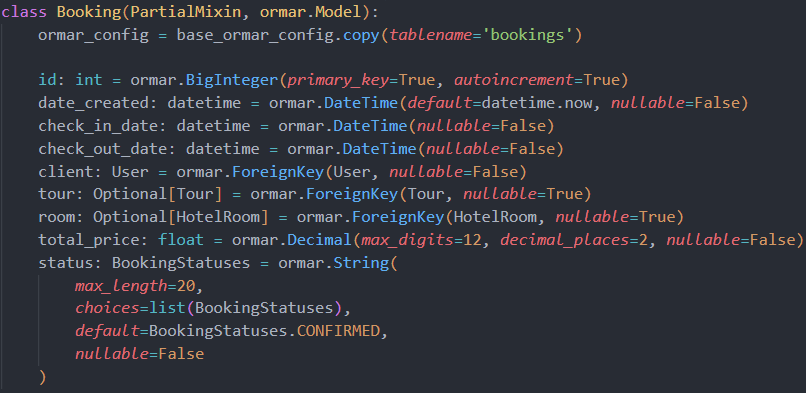 class Booking(PartialMixin, ormar.Model):
    ormar_config = base_ormar_config.copy(tablename='bookings')

    id: int = ormar.BigInteger(primary_key=True, autoincrement=True)
    date_created: datetime = ormar.DateTime(default=datetime.now, nullable=False)
    check_in_date: datetime = ormar.DateTime(nullable=False)
    check_out_date: datetime = ormar.DateTime(nullable=False)
    client: User = ormar.ForeignKey(User, nullable=False)
    tour: Optional[Tour] = ormar.ForeignKey(Tour, nullable=True)
    room: Optional[HotelRoom] = ormar.ForeignKey(HotelRoom, nullable=True)
    total_price: float = ormar.Decimal(max_digits=12, decimal_places=2, nullable=False)
    status: BookingStatuses = ormar.String(
        max_length=20,
        choices=list(BookingStatuses),
        default=BookingStatuses.CONFIRMED,
        nullable=False
    )